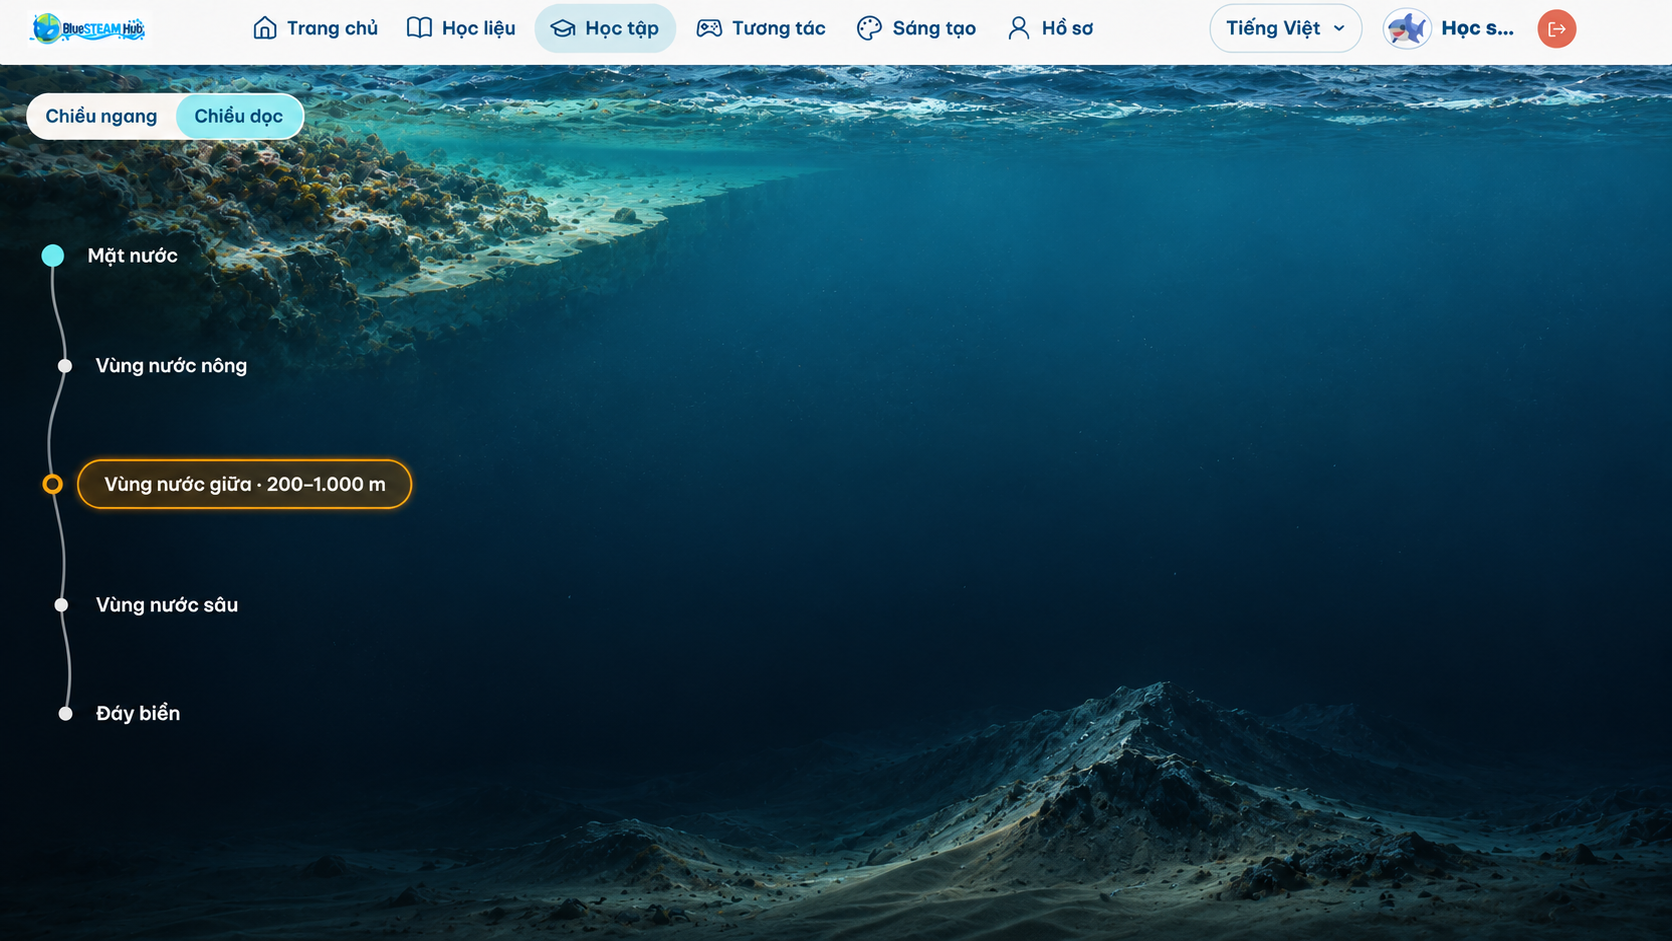 BlueSTEAM Hub
Trang chủ
Học liệu
Học tập
Tương tác
Sáng tạo
Hồ sơ
Tiếng Việt
Học s...
Chiều ngang
Chiều dọc
Mặt nước
Vùng nước nông
Vùng nước giữa · 200–1.000 m
Vùng nước sâu
Đáy biển